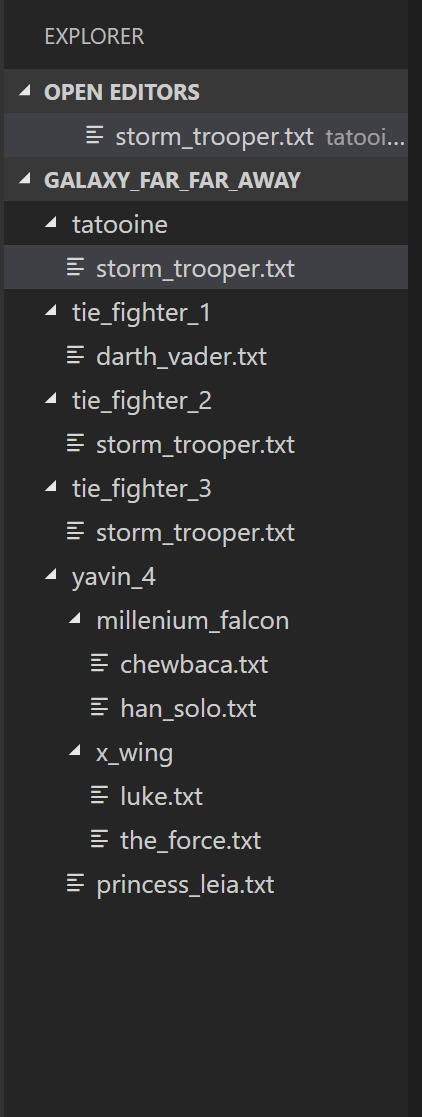 EXPLORER
OPEN EDITORS
storm_trooper.txt tatooi...
GALAXY_FAR_FAR_AWAY
tatooine
storm_trooper.txt
tie_fighter_1
darth_vader.txt
tie_fighter_2
storm_trooper.txt
tie_fighter_3
storm_trooper.txt
yavin_4
millenium_falcon
chewbaca.txt
han_solo.txt
x_wing
luke.txt
the_force.txt
princess_leia.txt